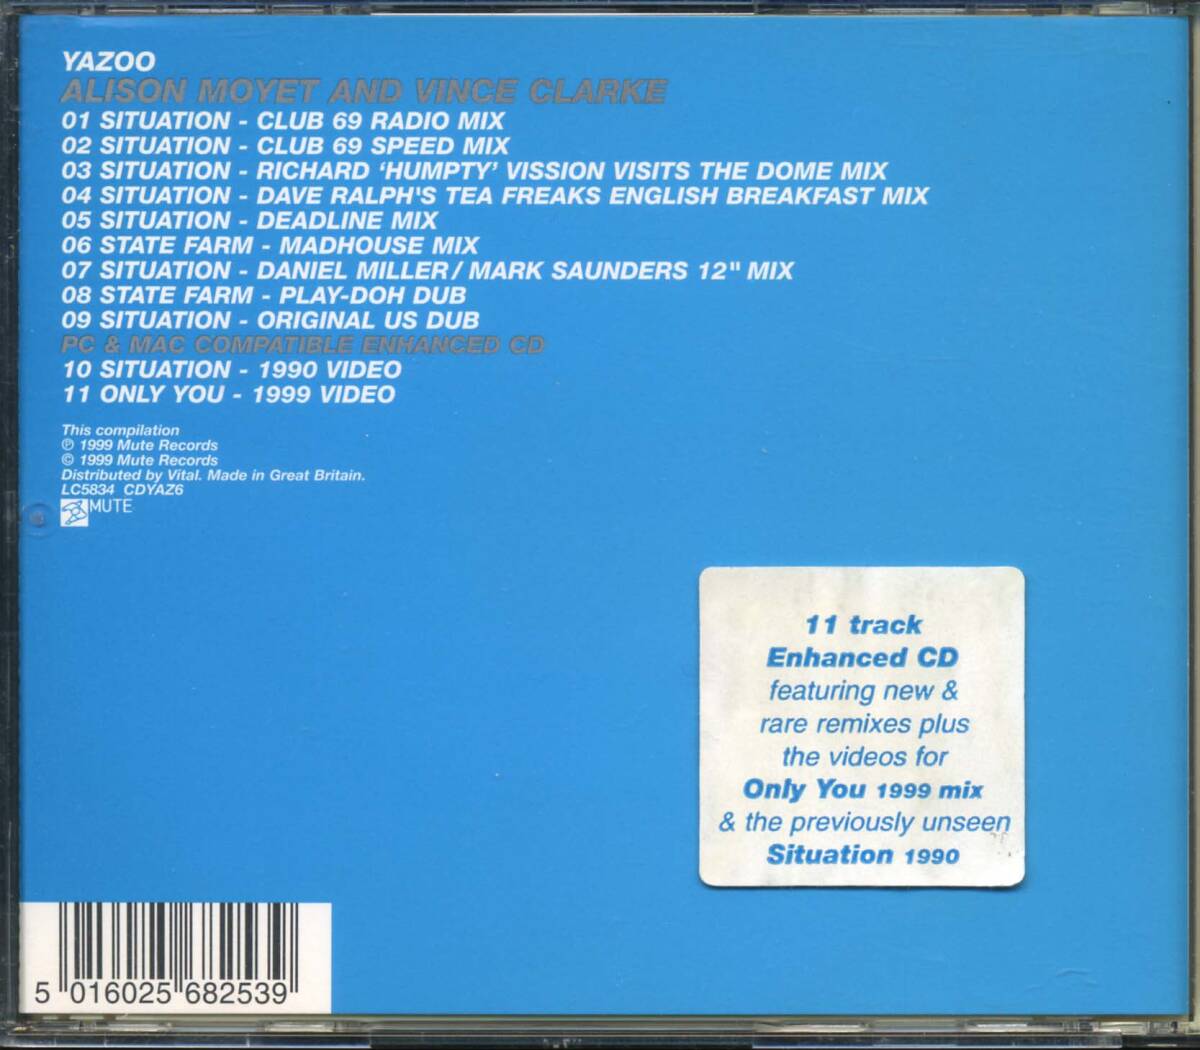 YAZOO
ALISON MOYET AND VINCE CLARKE
01 SITUATION - CLUB 69 RADIO MIX
02 SITUATION - CLUB 69 SPEED MIX
03 SITUATION - RICHARD ‘HUMPTY’ VISSION VISITS THE DOME MIX
04 SITUATION - DAVE RALPH'S TEA FREAKS ENGLISH BREAKFAST MIX
05 SITUATION - DEADLINE MIX
06 STATE FARM - MADHOUSE MIX
07 SITUATION - DANIEL MILLER / MARK SAUNDERS 12" MIX
08 STATE FARM - PLAY-DOH DUB
09 SITUATION - ORIGINAL US DUB
PC & MAC COMPATIBLE ENHANCED CD
10 SITUATION - 1990 VIDEO
11 ONLY YOU - 1999 VIDEO
This compilation
℗ 1999 Mute Records
© 1999 Mute Records
Distributed by Vital. Made in Great Britain.
LC5834 CDYAZ6
MUTE
11 track
Enhanced CD
featuring new &
rare remixes plus
the videos for
Only You 1999 mix
& the previously unseen
Situation 1990
5 016025 682539